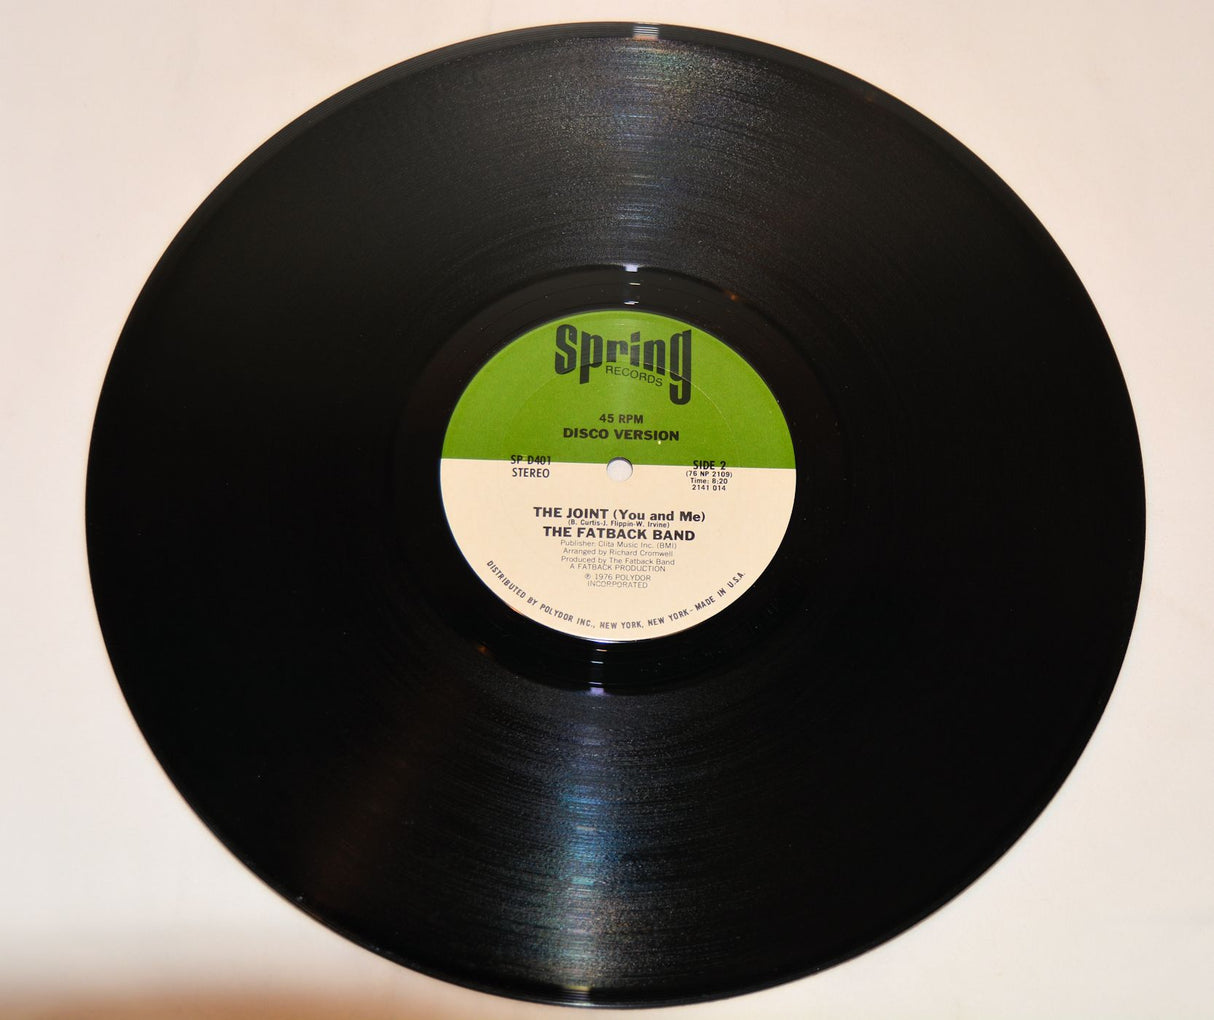 Spring
RECORDS
45 RPM
DISCO VERSION
SP D401
STEREO
SIDE 2
(76 NP 2109)
Time: 8:20
2141 014
THE JOINT (You and Me)
(B. Curtis-J. Flippin-W. Irvine)
THE FATBACK BAND
Publisher: Clita Music Inc. (BMI)
Arranged by Richard Cromwell
Produced by The Fatback Band
A FATBACK PRODUCTION
℗ 1976 POLYDOR
INCORPORATED
DISTRIBUTED BY POLYDOR INC., NEW YORK, NEW YORK - MADE IN U.S.A.